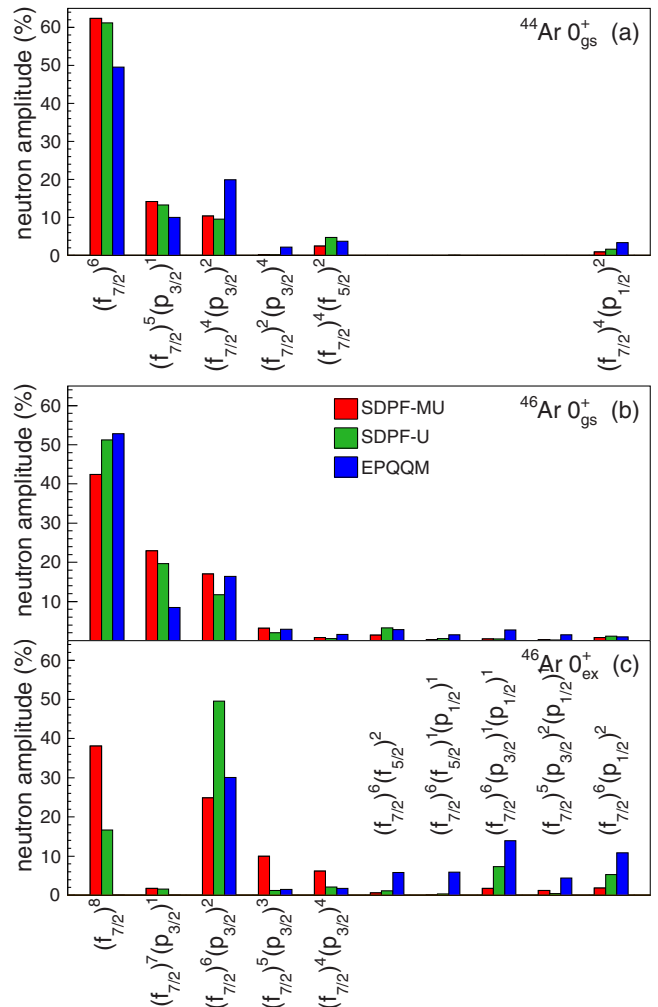 neutron amplitude (%)
60
50
40
30
20
10
0
⁴⁴Ar 0⁺gs (a)
(f7/2)⁶
(f7/2)⁵(p3/2)¹
(f7/2)⁴(p3/2)²
(f7/2)²(p3/2)⁴
(f7/2)⁴(f5/2)²
(f7/2)⁴(p1/2)²
neutron amplitude (%)
60
50
40
30
20
10
⁴⁶Ar 0⁺gs (b)
SDPF-MU
SDPF-U
EPQQM
neutron amplitude (%)
60
50
40
30
20
10
0
⁴⁶Ar 0⁺ex (c)
(f7/2)⁸
(f7/2)⁷(p3/2)¹
(f7/2)⁶(p3/2)²
(f7/2)⁵(p3/2)³
(f7/2)⁴(p3/2)⁴
(f7/2)⁶(f5/2)²
(f7/2)⁶(f5/2)¹(p1/2)¹
(f7/2)⁶(p3/2)¹(p1/2)¹
(f7/2)⁵(p3/2)²(p1/2)¹
(f7/2)⁶(p1/2)²